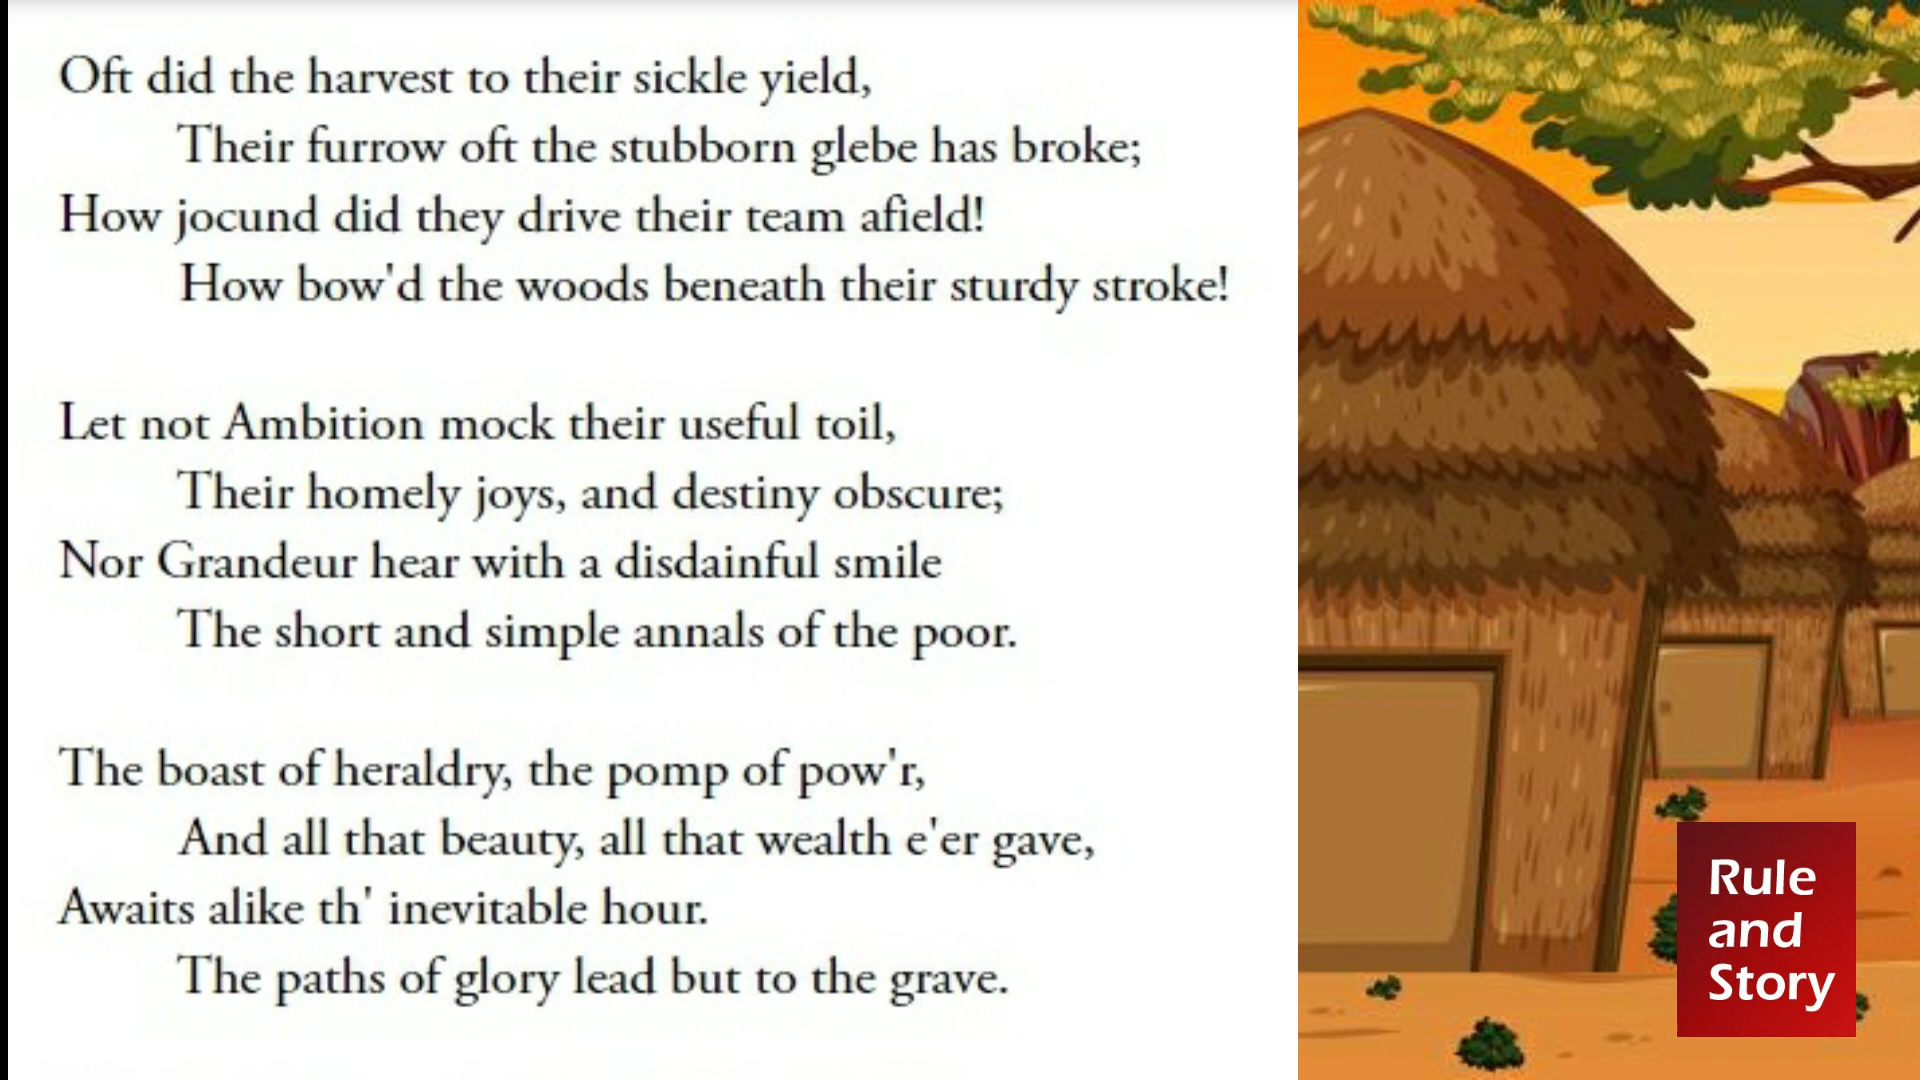 Oft did the harvest to their sickle yield,
Their furrow oft the stubborn glebe has broke;
How jocund did they drive their team afield!
How bow'd the woods beneath their sturdy stroke!
Let not Ambition mock their useful toil,
Their homely joys, and destiny obscure;
Nor Grandeur hear with a disdainful smile
The short and simple annals of the poor.
The boast of heraldry, the pomp of pow'r,
And all that beauty, all that wealth e'er gave,
Awaits alike th' inevitable hour.
The paths of glory lead but to the grave.
Rule
and
Story